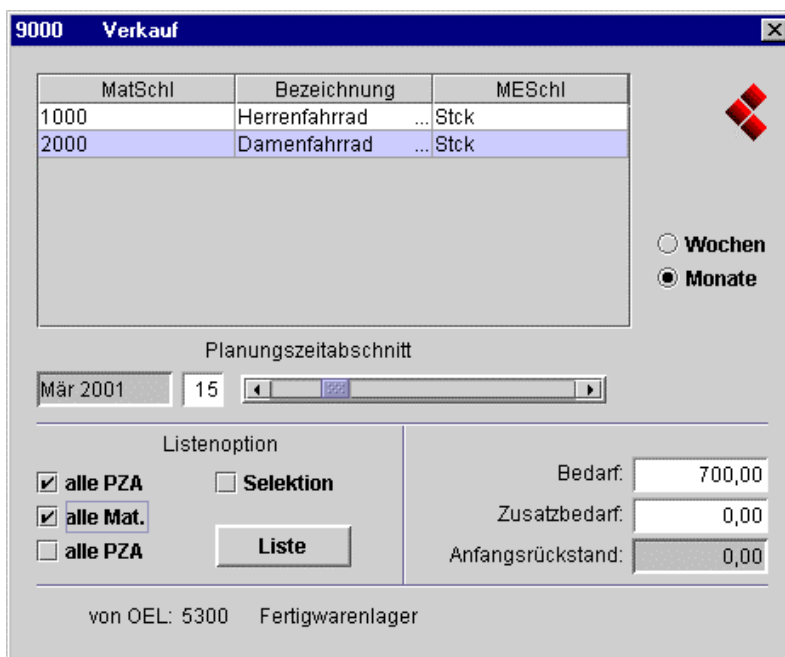 9000 Verkauf
MatSchl Bezeichnung MESchl
1000 Herrenfahrrad ... Stck
2000 Damenfahrrad ... Stck
Wochen
Monate
Planungszeitabschnitt
Mär 2001 15
Listenoption
alle PZA Selektion
alle Mat.
alle PZA Liste
Bedarf: 700,00
Zusatzbedarf: 0,00
Anfangsrückstand: 0,00
von OEL: 5300 Fertigwarenlager